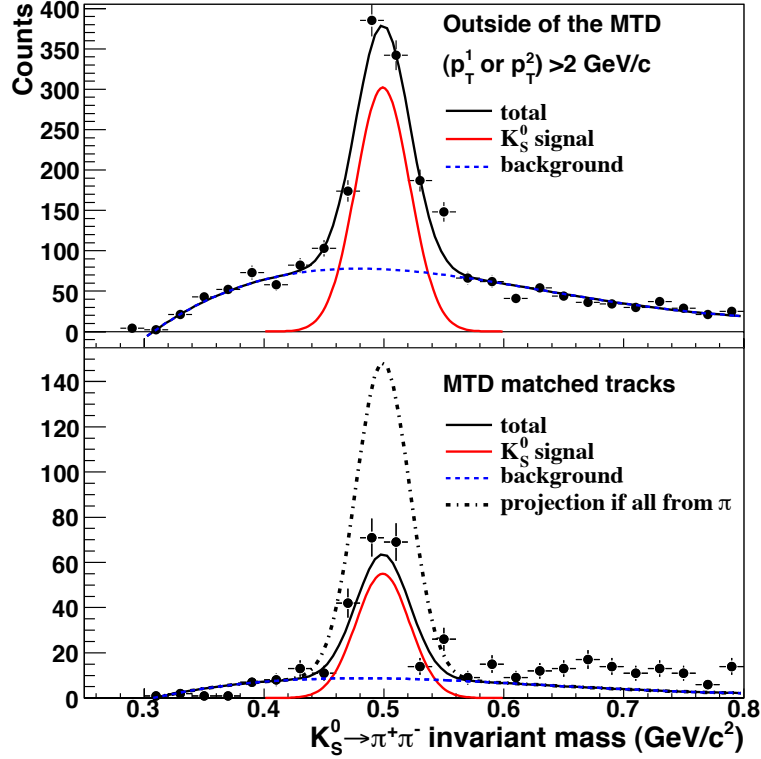 Counts
400
350
300
250
200
150
100
50
0
Outside of the MTD
(p_T^1 or p_T^2) >2 GeV/c
total
K_S^0 signal
background
140
120
100
80
60
40
20
0
MTD matched tracks
total
K_S^0 signal
background
projection if all from π
0.3 0.4 0.5 0.6 0.7 0.8
K_S^0→π⁺π⁻ invariant mass (GeV/c²)